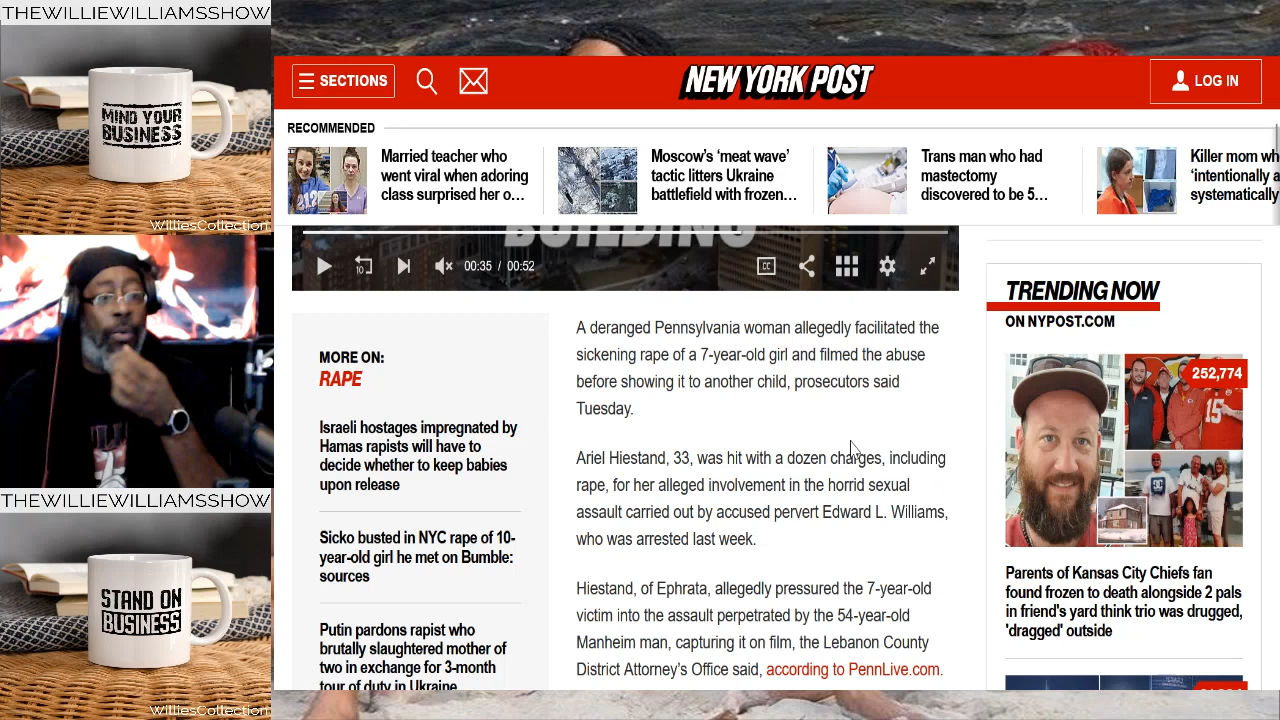 THEWILLIEWILLIAMSSHOW
MIND YOUR
BUSINESS
WilliesCollection
THEWILLIEWILLIAMSSHOW
STAND ON
BUSINESS
WilliesCollection
SECTIONS
NEW YORK POST
LOG IN
RECOMMENDED
Married teacher who
went viral when adoring
class surprised her o…
Moscow’s ‘meat wave’
tactic litters Ukraine
battlefield with frozen…
Trans man who had
mastectomy
discovered to be 5…
Killer mom wh
‘intentionally a
systematically
BUILDING
10
00:35 / 00:52
CC
MORE ON:
RAPE
Israeli hostages impregnated by
Hamas rapists will have to
decide whether to keep babies
upon release
Sicko busted in NYC rape of 10-
year-old girl he met on Bumble:
sources
Putin pardons rapist who
brutally slaughtered mother of
two in exchange for 3-month
tour of duty in Ukraine
A deranged Pennsylvania woman allegedly facilitated the
sickening rape of a 7-year-old girl and filmed the abuse
before showing it to another child, prosecutors said
Tuesday.
Ariel Hiestand, 33, was hit with a dozen charges, including
rape, for her alleged involvement in the horrid sexual
assault carried out by accused pervert Edward L. Williams,
who was arrested last week.
Hiestand, of Ephrata, allegedly pressured the 7-year-old
victim into the assault perpetrated by the 54-year-old
Manheim man, capturing it on film, the Lebanon County
District Attorney’s Office said, according to PennLive.com.
TRENDING NOW
ON NYPOST.COM
252,774
15
Parents of Kansas City Chiefs fan
found frozen to death alongside 2 pals
in friend's yard think trio was drugged,
'dragged' outside